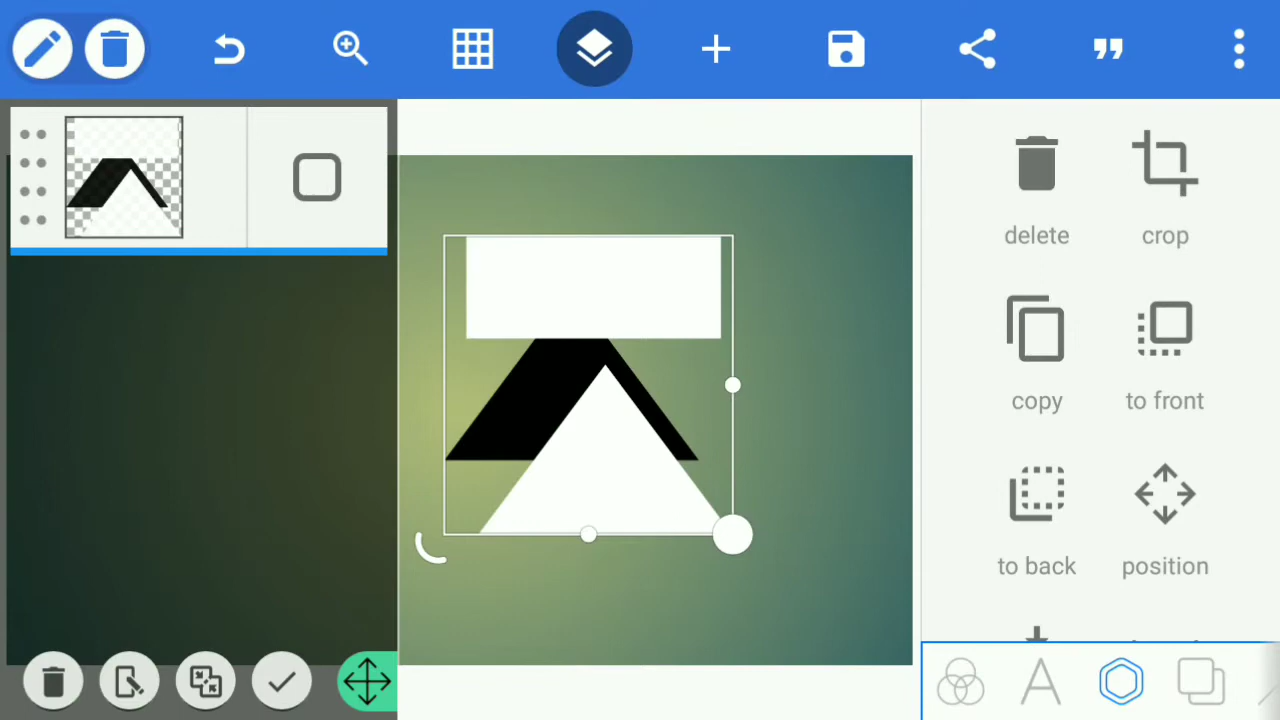 delete
crop
copy
to front
to back
position